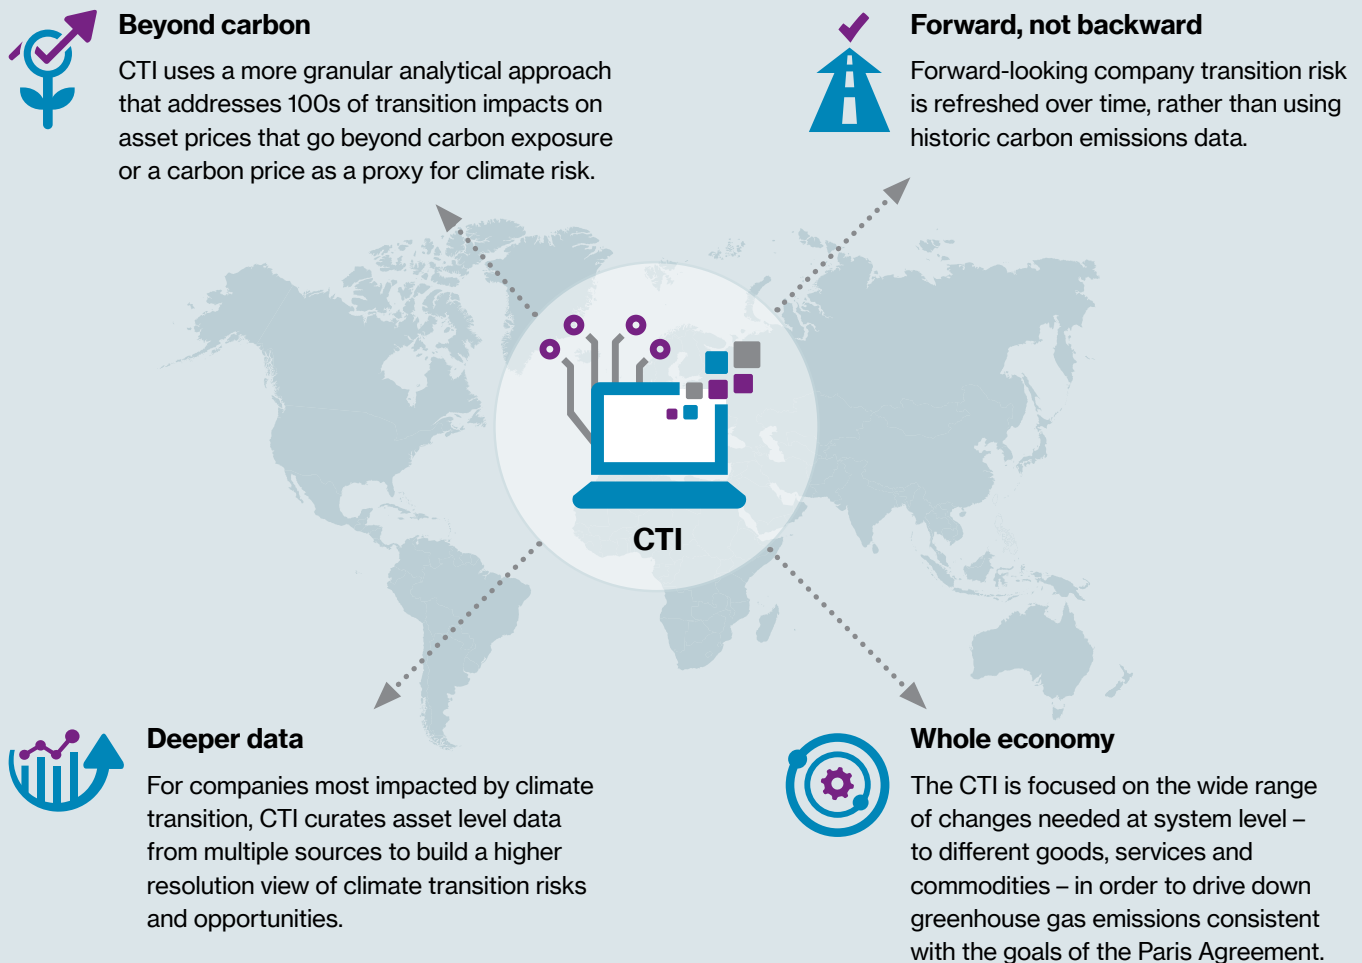 Beyond carbon
CTI uses a more granular analytical approach
that addresses 100s of transition impacts on
asset prices that go beyond carbon exposure
or a carbon price as a proxy for climate risk.
Forward, not backward
Forward-looking company transition risk
is refreshed over time, rather than using
historic carbon emissions data.
CTI
Deeper data
For companies most impacted by climate
transition, CTI curates asset level data
from multiple sources to build a higher
resolution view of climate transition risks
and opportunities.
Whole economy
The CTI is focused on the wide range
of changes needed at system level –
to different goods, services and
commodities – in order to drive down
greenhouse gas emissions consistent
with the goals of the Paris Agreement.